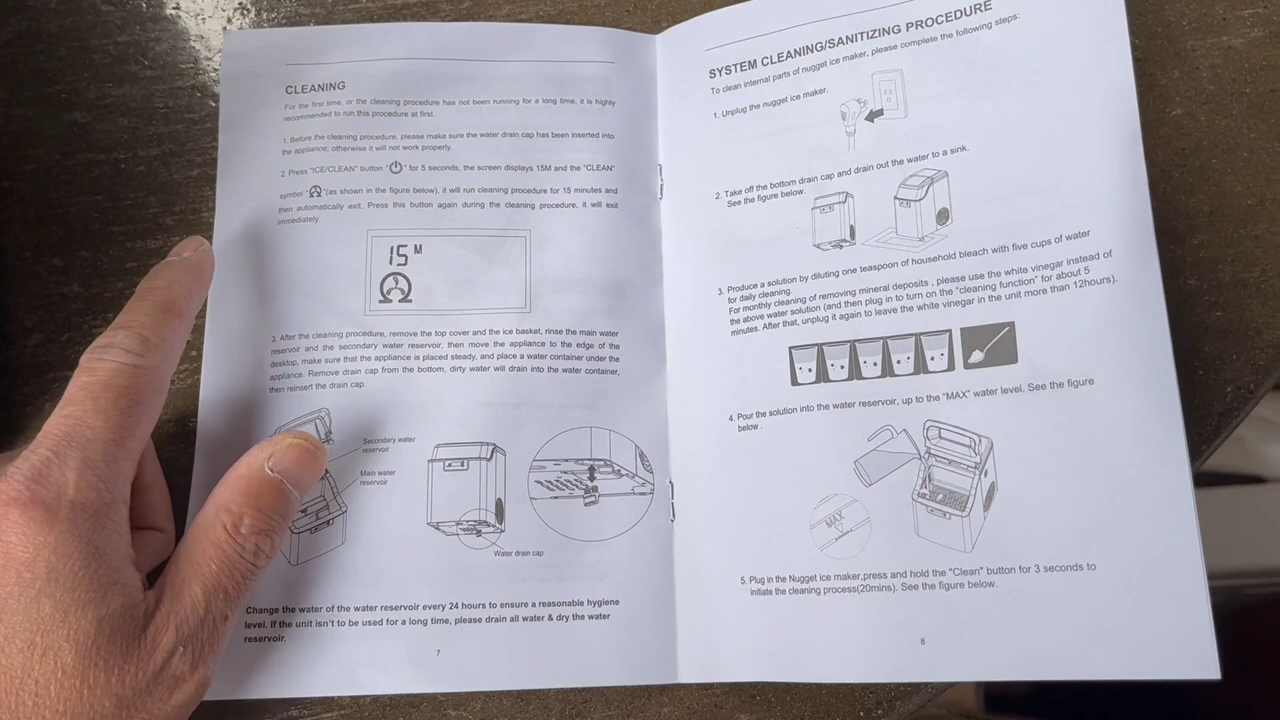 CLEANING
For the first time, or the cleaning procedure has not been running for a long time, it is highly
recommended to run this procedure at first.
1. Before the cleaning procedure, please make sure the water drain cap has been inserted into
the appliance; otherwise it will not work properly.
2. Press "ICE/CLEAN" button " " for 5 seconds, the screen displays 15M and the "CLEAN"
symbol " "(as shown in the figure below), it will run cleaning procedure for 15 minutes and
then automatically exit. Press this button again during the cleaning procedure, it will exit
immediately.
15 M
3. After the cleaning procedure, remove the top cover and the ice basket, rinse the main water
reservoir and the secondary water reservoir, then move the appliance to the edge of the
desktop, make sure that the appliance is placed steady, and place a water container under the
appliance. Remove drain cap from the bottom, dirty water will drain into the water container,
then reinsert the drain cap.
Secondary water
reservoir
Main water
reservoir
Water drain cap
Change the water of the water reservoir every 24 hours to ensure a reasonable hygiene
level. If the unit isn't to be used for a long time, please drain all water & dry the water
reservoir.
7
SYSTEM CLEANING/SANITIZING PROCEDURE
To clean internal parts of nugget ice maker, please complete the following steps:
1. Unplug the nugget ice maker.
2. Take off the bottom drain cap and drain out the water to a sink.
See the figure below.
3. Produce a solution by diluting one teaspoon of household bleach with five cups of water
for daily cleaning.
For monthly cleaning of removing mineral deposits , please use the white vinegar instead of
the above water solution (and then plug in to turn on the "cleaning function" for about 5
minutes. After that, unplug it again to leave the white vinegar in the unit more than 12hours).
4. Pour the solution into the water reservoir, up to the "MAX" water level. See the figure
below .
MAX
5. Plug in the Nugget ice maker,press and hold the "Clean" button for 3 seconds to
initiate the cleaning process(20mins). See the figure below.
8